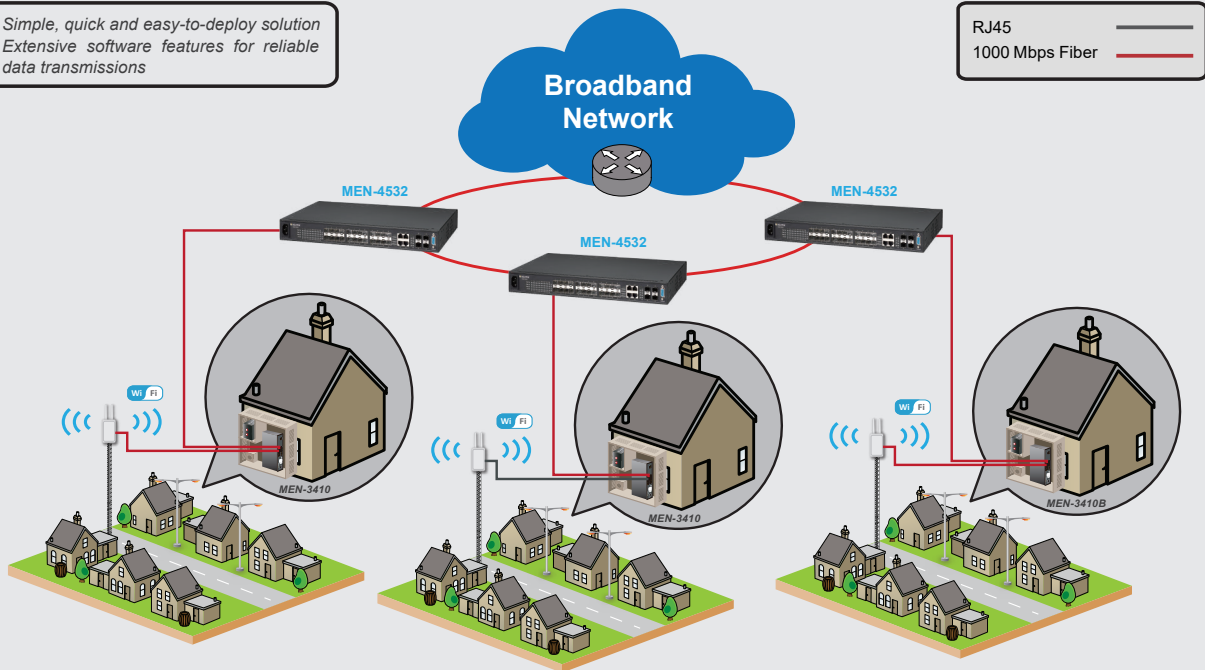 Simple, quick and easy-to-deploy solution
Extensive software features for reliable
data transmissions
RJ45
1000 Mbps Fiber
Broadband
Network
MEN-4532
MEN-4532
MEN-4532
Wi Fi
MEN-3410
Wi Fi
MEN-3410
Wi Fi
MEN-3410B